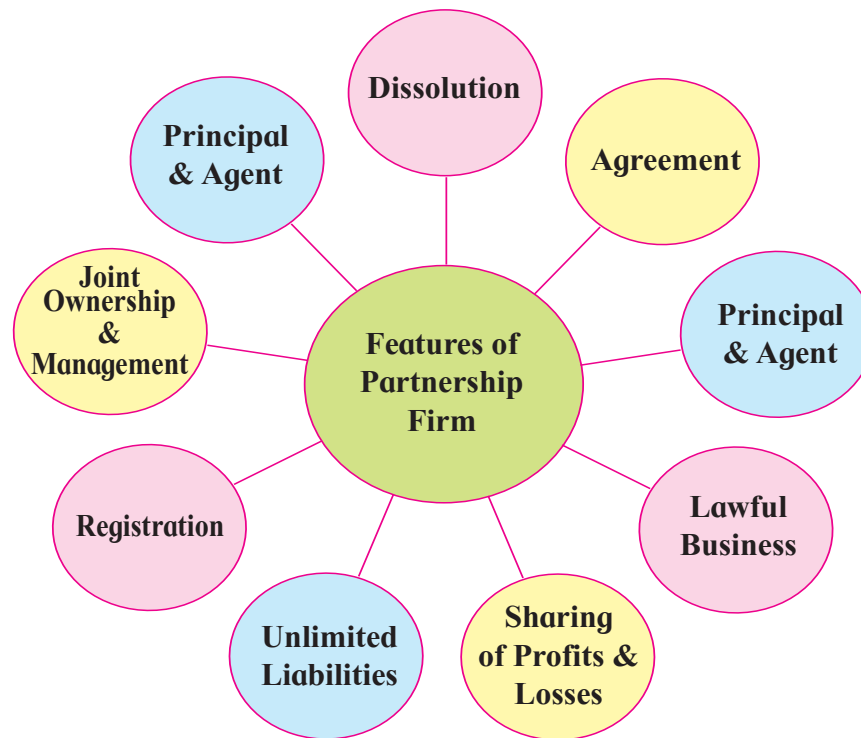 Dissolution
Agreement
Principal
& Agent
Lawful
Business
Sharing
of Profits &
Losses
Unlimited
Liabilities
Registration
Joint
Ownership
&
Management
Principal
& Agent
Features of
Partnership
Firm